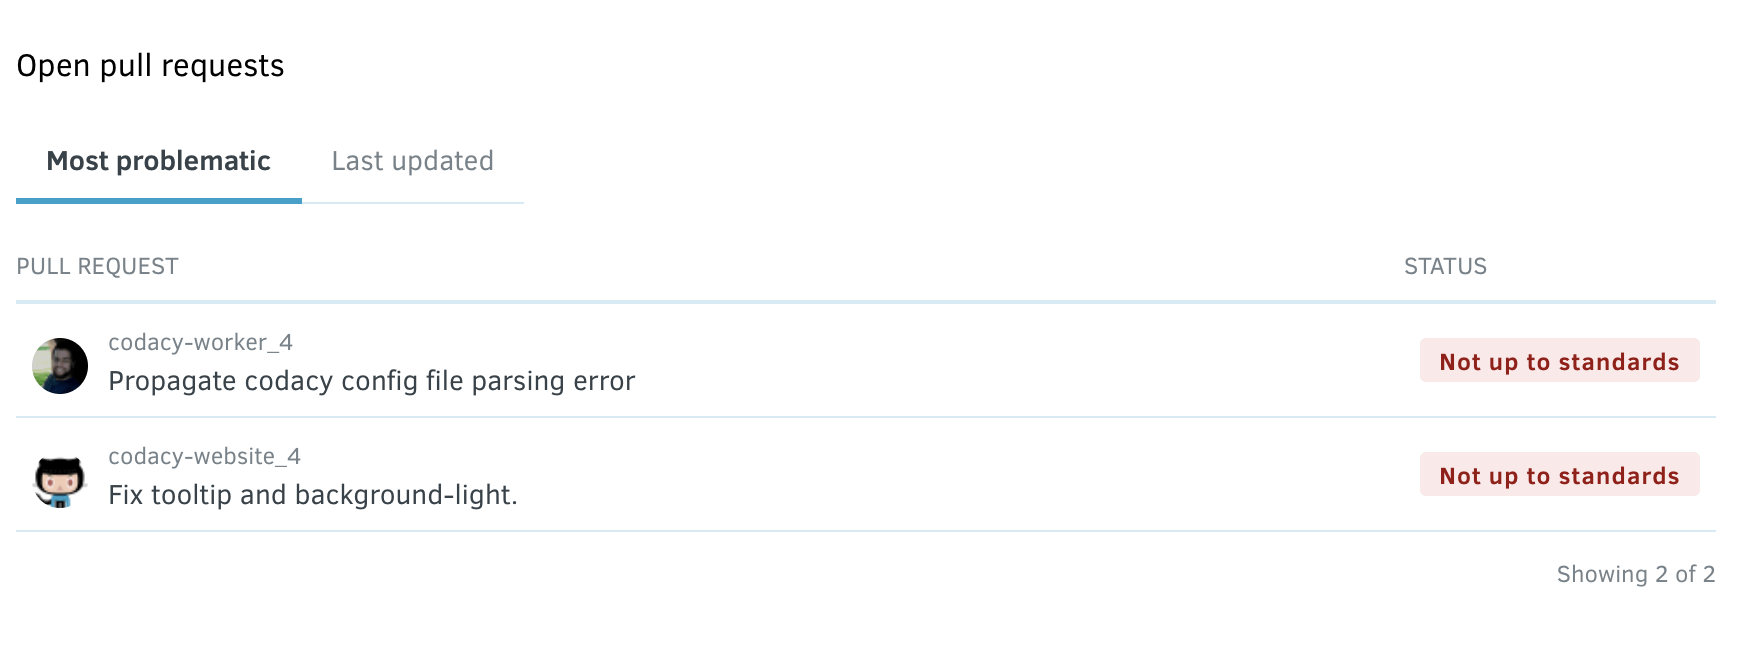 Open pull requests
Most problematic Last updated
PULL REQUEST STATUS
codacy-worker_4
Propagate codacy config file parsing error
Not up to standards
codacy-website_4
Fix tooltip and background-light.
Not up to standards
Showing 2 of 2